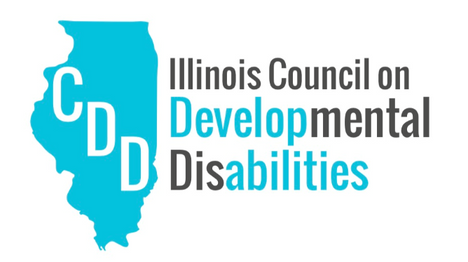 CDD
Illinois Council on
Developmental
Disabilities